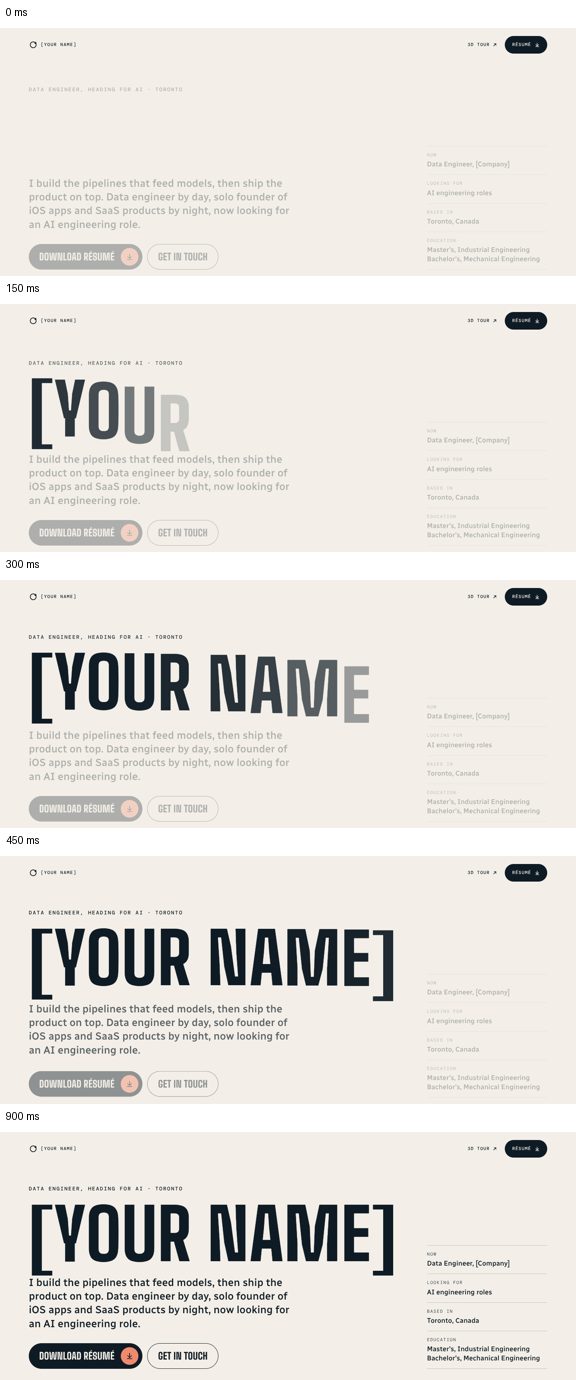 0 ms
[YOUR NAME]
3D TOUR ↗
RÉSUMÉ
DATA ENGINEER, HEADING FOR AI · TORONTO
I build the pipelines that feed models, then ship the
product on top. Data engineer by day, solo founder of
iOS apps and SaaS products by night, now looking for
an AI engineering role.
DOWNLOAD RÉSUMÉ
GET IN TOUCH
NOW
Data Engineer, [Company]
LOOKING FOR
AI engineering roles
BASED IN
Toronto, Canada
EDUCATION
Master's, Industrial Engineering
Bachelor's, Mechanical Engineering
150 ms
[YOUR NAME]
3D TOUR ↗
RÉSUMÉ
DATA ENGINEER, HEADING FOR AI · TORONTO
[YOUR
I build the pipelines that feed models, then ship the
product on top. Data engineer by day, solo founder of
iOS apps and SaaS products by night, now looking for
an AI engineering role.
DOWNLOAD RÉSUMÉ
GET IN TOUCH
NOW
Data Engineer, [Company]
LOOKING FOR
AI engineering roles
BASED IN
Toronto, Canada
EDUCATION
Master's, Industrial Engineering
Bachelor's, Mechanical Engineering
300 ms
[YOUR NAME]
3D TOUR ↗
RÉSUMÉ
DATA ENGINEER, HEADING FOR AI · TORONTO
[YOUR NAME
I build the pipelines that feed models, then ship the
product on top. Data engineer by day, solo founder of
iOS apps and SaaS products by night, now looking for
an AI engineering role.
DOWNLOAD RÉSUMÉ
GET IN TOUCH
NOW
Data Engineer, [Company]
LOOKING FOR
AI engineering roles
BASED IN
Toronto, Canada
EDUCATION
Master's, Industrial Engineering
Bachelor's, Mechanical Engineering
450 ms
[YOUR NAME]
3D TOUR ↗
RÉSUMÉ
DATA ENGINEER, HEADING FOR AI · TORONTO
[YOUR NAME]
I build the pipelines that feed models, then ship the
product on top. Data engineer by day, solo founder of
iOS apps and SaaS products by night, now looking for
an AI engineering role.
DOWNLOAD RÉSUMÉ
GET IN TOUCH
NOW
Data Engineer, [Company]
LOOKING FOR
AI engineering roles
BASED IN
Toronto, Canada
EDUCATION
Master's, Industrial Engineering
Bachelor's, Mechanical Engineering
900 ms
[YOUR NAME]
3D TOUR ↗
RÉSUMÉ
DATA ENGINEER, HEADING FOR AI · TORONTO
[YOUR NAME]
I build the pipelines that feed models, then ship the
product on top. Data engineer by day, solo founder of
iOS apps and SaaS products by night, now looking for
an AI engineering role.
DOWNLOAD RÉSUMÉ
GET IN TOUCH
NOW
Data Engineer, [Company]
LOOKING FOR
AI engineering roles
BASED IN
Toronto, Canada
EDUCATION
Master's, Industrial Engineering
Bachelor's, Mechanical Engineering